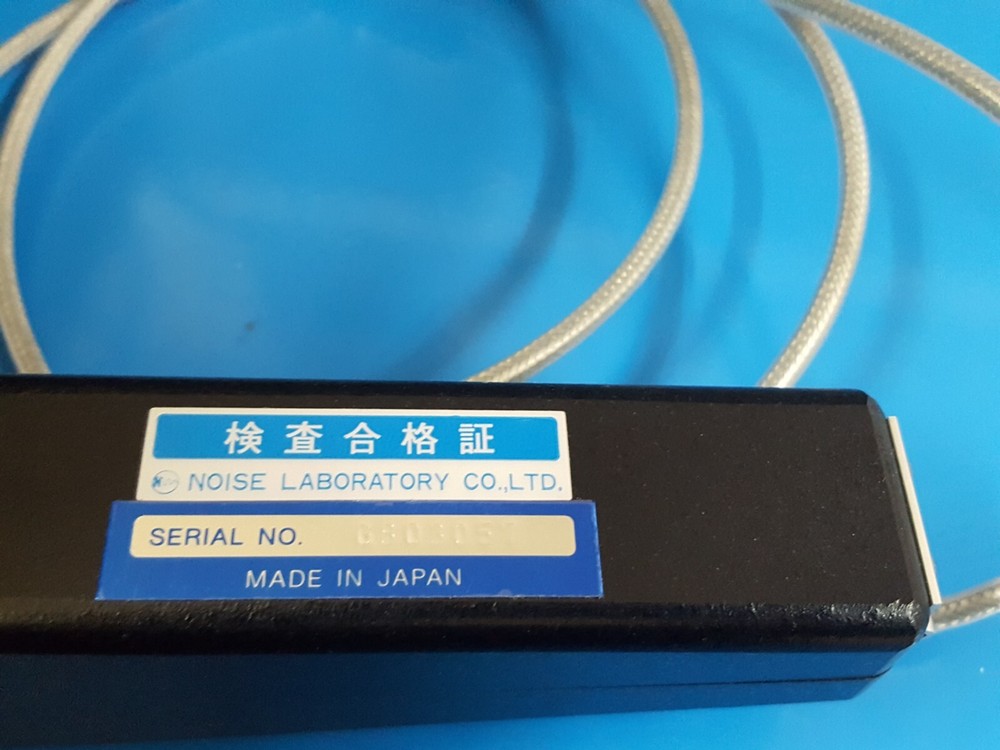 検査合格証
NOISE LABORATORY CO.,LTD.
SERIAL NO.
MADE IN JAPAN